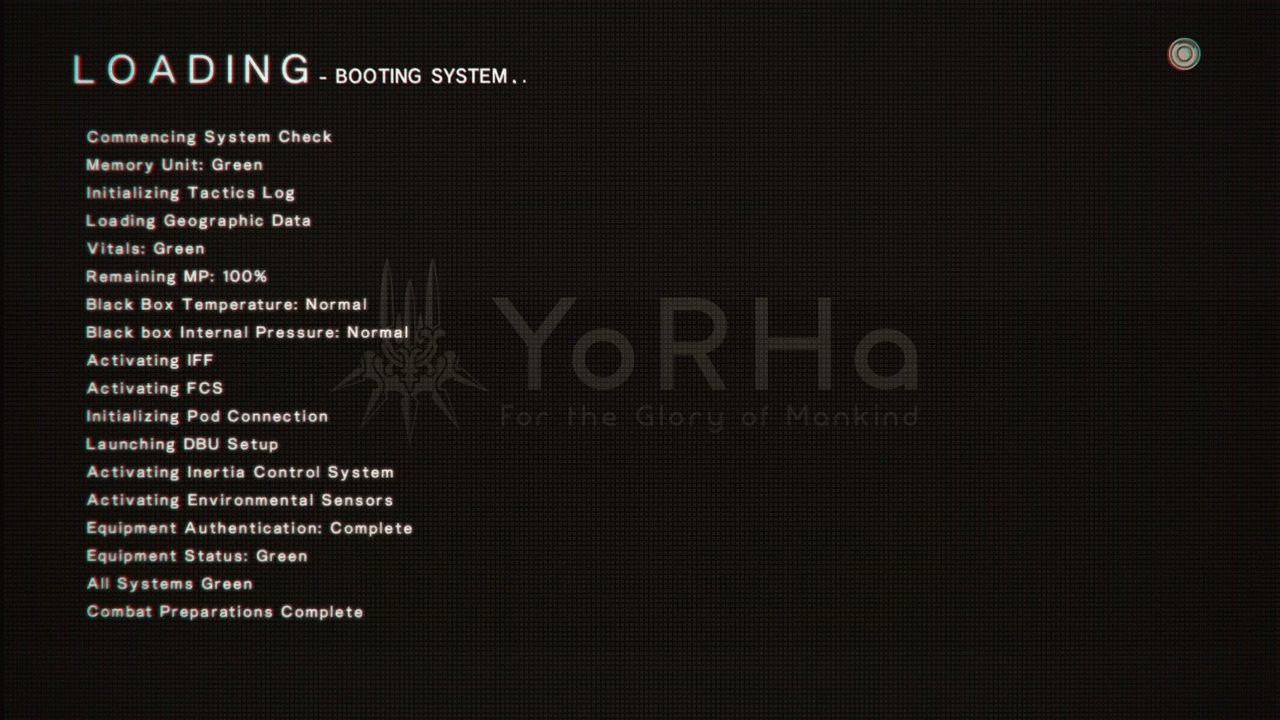 LOADING - BOOTING SYSTEM..
Commencing System Check
Memory Unit: Green
Initializing Tactics Log
Loading Geographic Data
Vitals: Green
Remaining MP: 100%
Black Box Temperature: Normal
Black box Internal Pressure: Normal
Activating IFF
Activating FCS
Initializing Pod Connection
Launching DBU Setup
Activating Inertia Control System
Activating Environmental Sensors
Equipment Authentication: Complete
Equipment Status: Green
All Systems Green
Combat Preparations Complete
YoRHa
For the Glory of Mankind